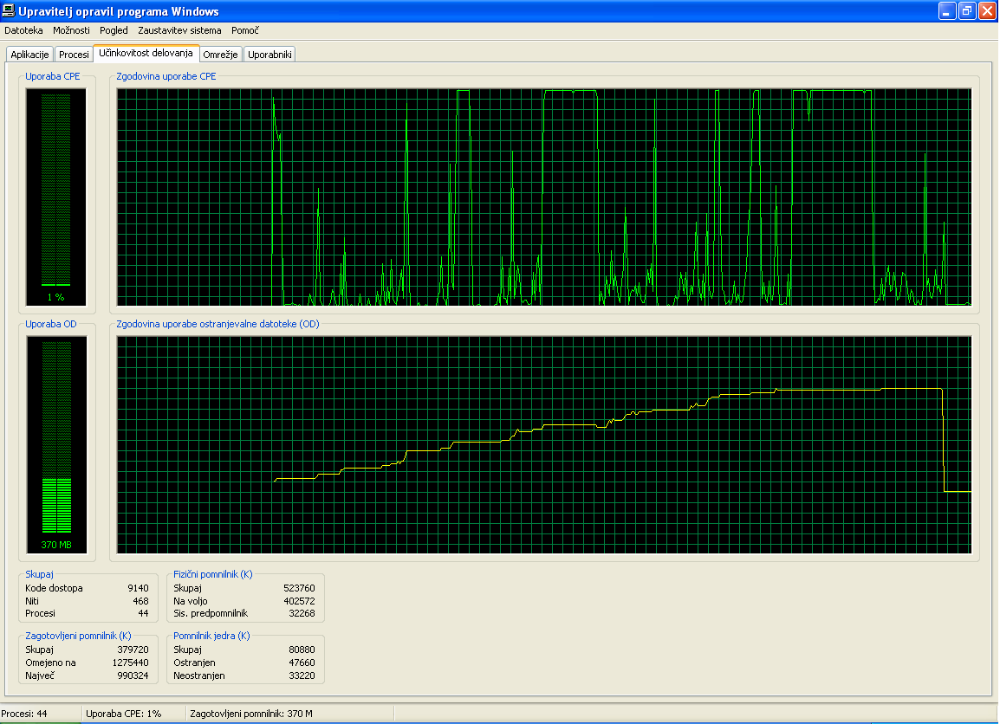 Upravitelj opravil programa Windows
Datoteka Možnosti Pogled Zaustavitev sistema Pomoč
Aplikacije Procesi Učinkovitost delovanja Omrežje Uporabniki
Uporaba CPE
Zgodovina uporabe CPE
1 %
Uporaba OD
Zgodovina uporabe ostranjevalne datoteke (OD)
370 MB
Skupaj
Kode dostopa 9140
Niti 468
Procesi 44
Fizični pomnilnik (K)
Skupaj 523760
Na voljo 402572
Sis. predpomnilnik 32268
Zagotovljeni pomnilnik (K)
Skupaj 379720
Omejeno na 1275440
Največ 990324
Pomnilnik jedra (K)
Skupaj 80880
Ostranjen 47660
Neostranjen 33220
Procesi: 44 Uporaba CPE: 1% Zagotovljeni pomnilnik: 370 M